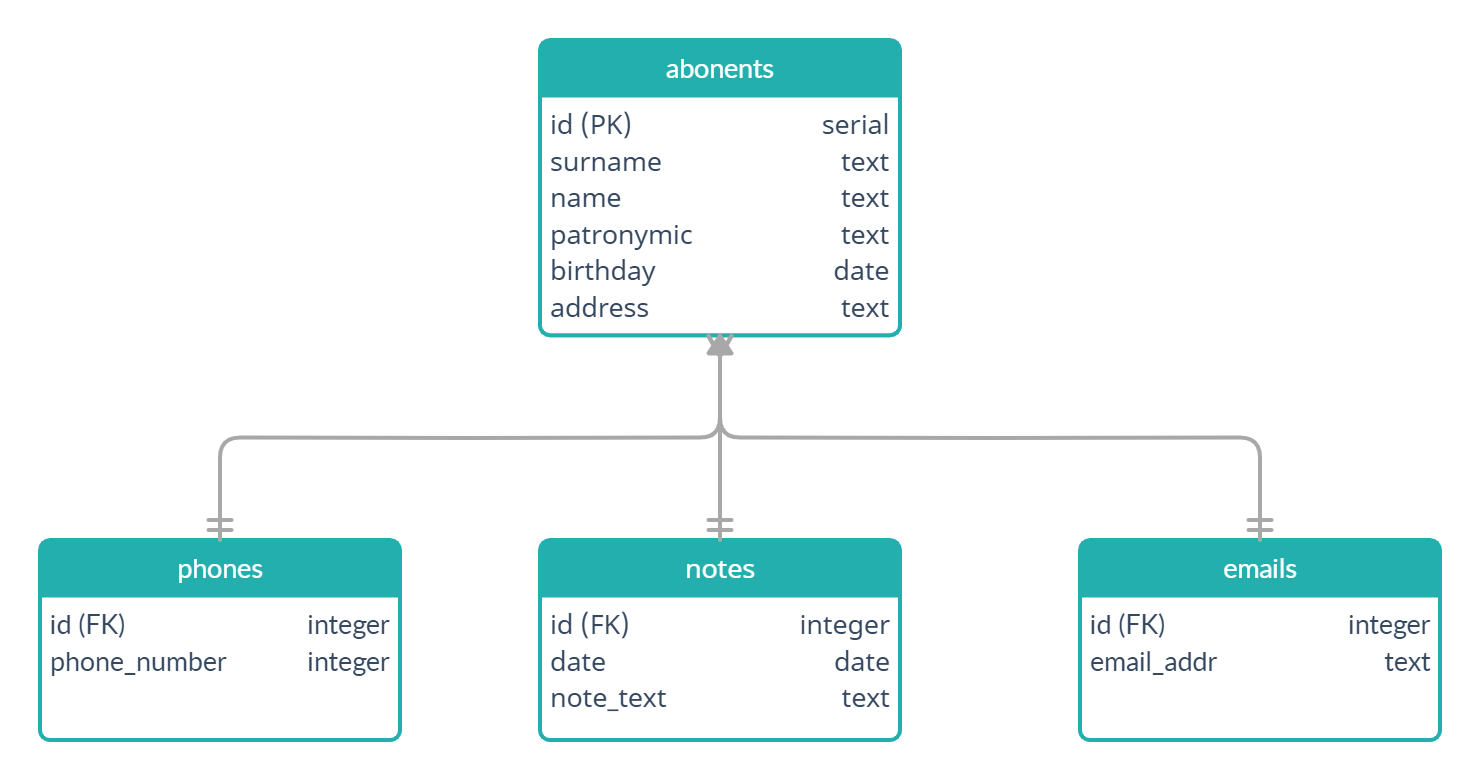 abonents
id (PK) serial
surname text
name text
patronymic text
birthday date
address text
phones
id (FK) integer
phone_number integer
notes
id (FK) integer
date date
note_text text
emails
id (FK) integer
email_addr text